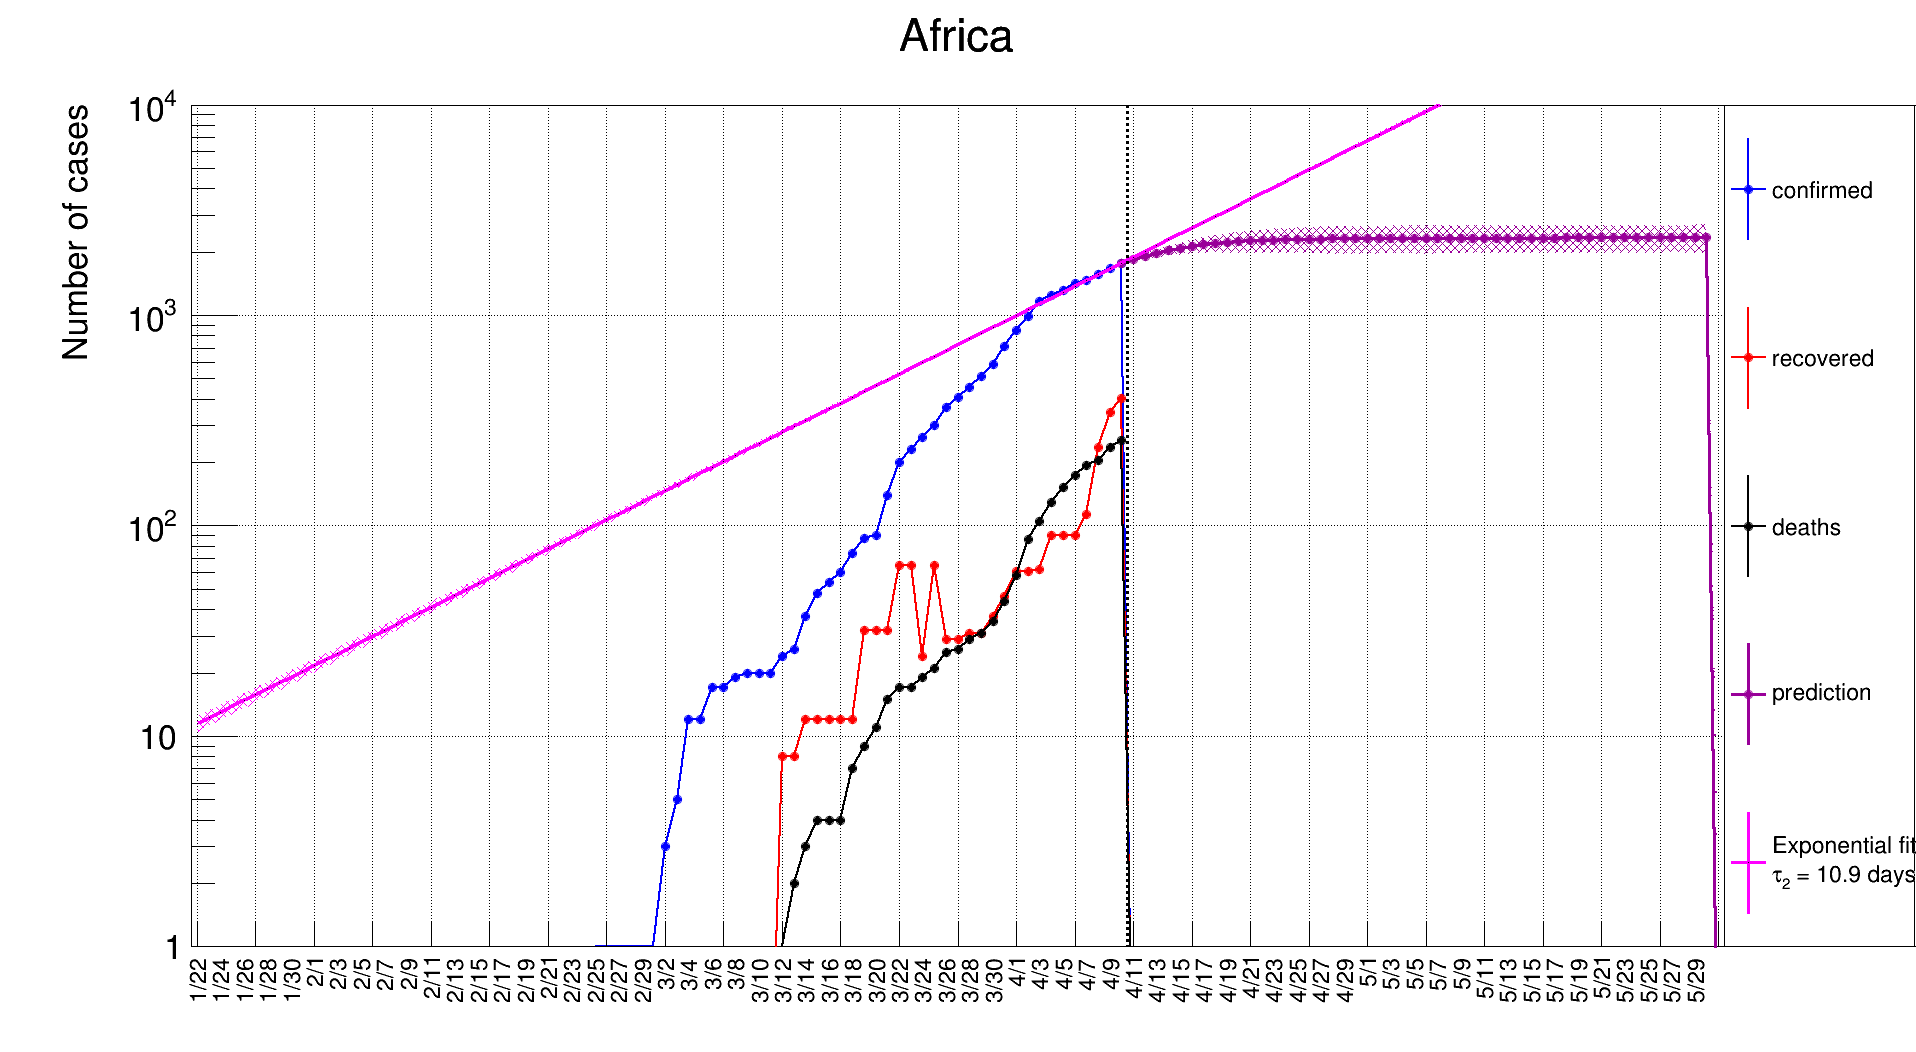 Africa
Number of cases
10⁴
10³
10²
10
1
1/22 1/24 1/26 1/28 1/30 2/1 2/3 2/5 2/7 2/9 2/11 2/13 2/15 2/17 2/19 2/21 2/23 2/25 2/27 2/29 3/2 3/4 3/6 3/8 3/10 3/12 3/14 3/16 3/18 3/20 3/22 3/24 3/26 3/28 3/30 4/1 4/3 4/5 4/7 4/9 4/11 4/13 4/15 4/17 4/19 4/21 4/23 4/25 4/27 4/29 5/1 5/3 5/5 5/7 5/9 5/11 5/13 5/15 5/17 5/19 5/21 5/23 5/25 5/27 5/29
confirmed
recovered
deaths
prediction
Exponential fit
τ₂ = 10.9 days